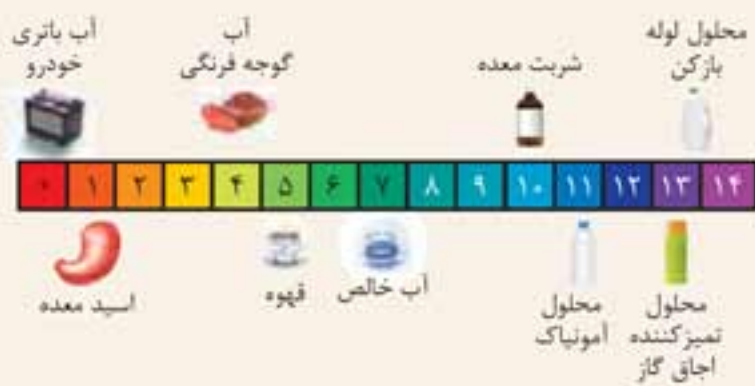 آب باتری
خودرو
آب
گوجه فرنگی
شربت معده
محلول لوله
بازکن
۰ ۱ ۲ ۳ ۴ ۵ ۶ ۷ ۸ ۹ ۱۰ ۱۱ ۱۲ ۱۳ ۱۴
اسید معده
قهوه
آب خالص
محلول
آمونیاک
محلول
تمیزکننده
اجاق گاز